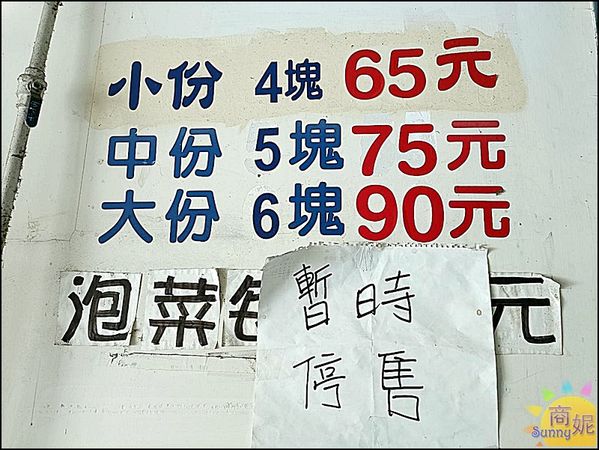 小份 4塊 65元
中份 5塊 75元
大份 6塊 90元
泡菜 元
暫時
停售
商妮
Sunny